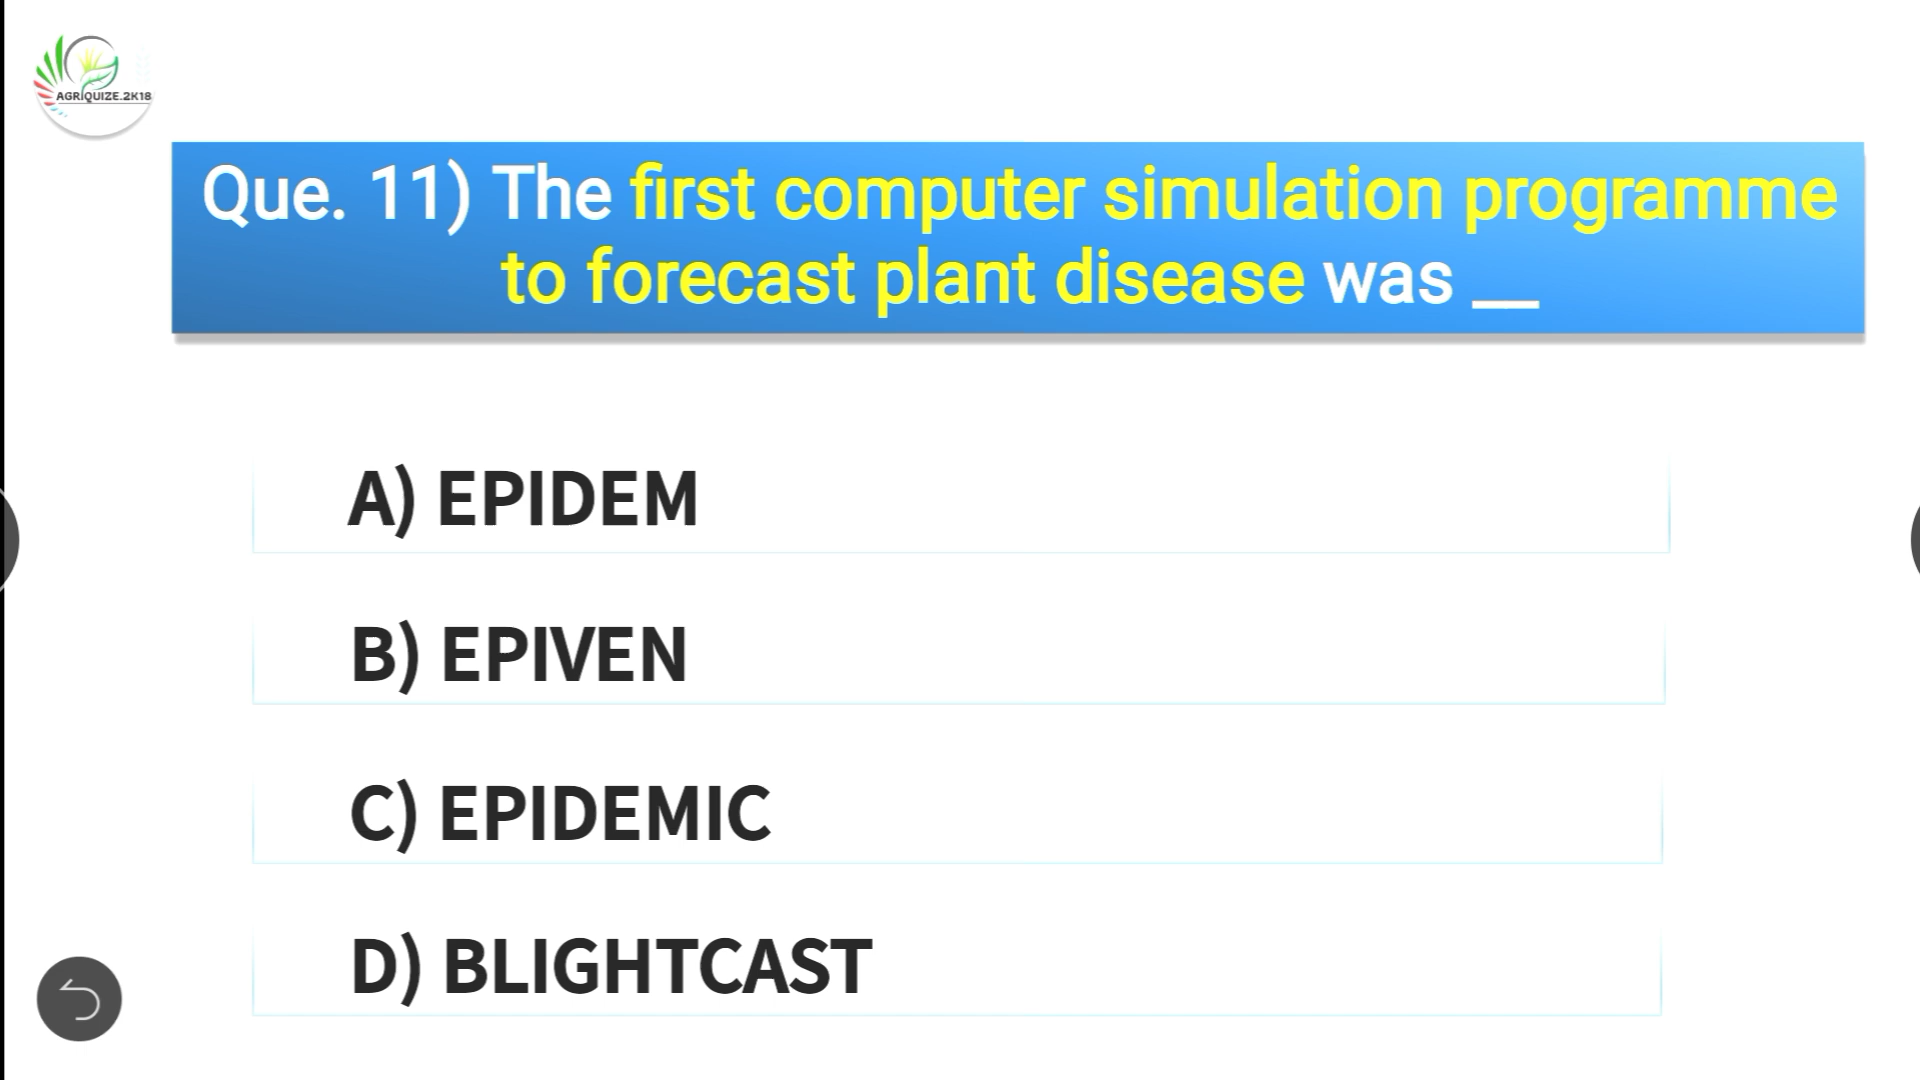 AGRIQUIZE.2K18
Que. 11) The first computer simulation programme
to forecast plant disease was __
A) EPIDEM
B) EPIVEN
C) EPIDEMIC
D) BLIGHTCAST